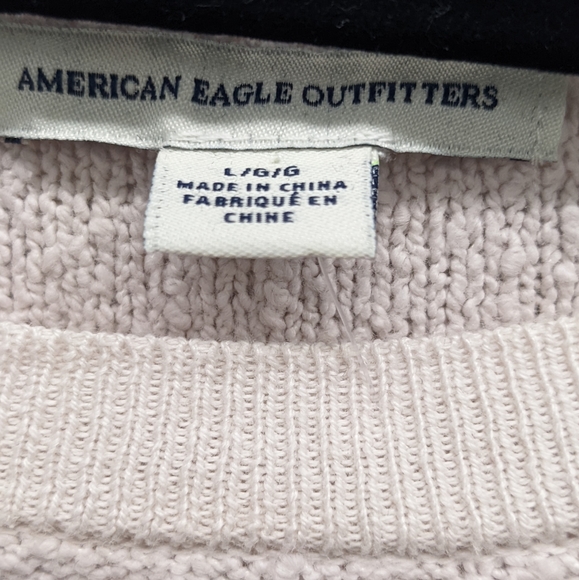 AMERICAN EAGLE OUTFITTERS
L/G/G
MADE IN CHINA
FABRIQUÉ EN
CHINE